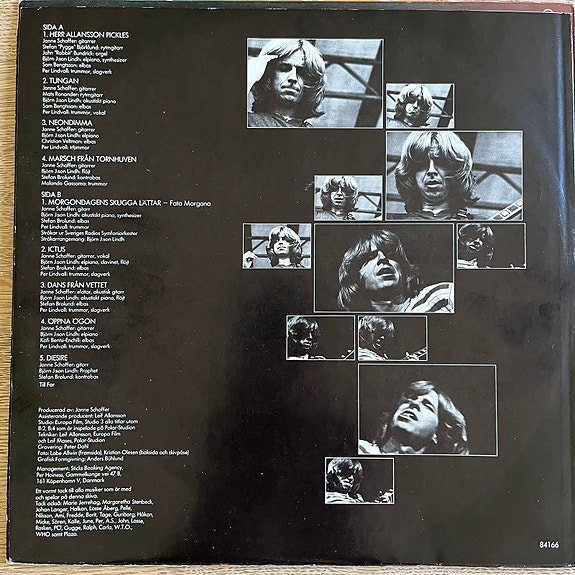 SIDA A
1. HERR ALLANSSON PICKLES
Janne Schaffer: gitarrer
Stefan "Pygge" Björklund: rytmgitarr
John "Rabbit" Bundrick: orgel
Björn J:son Lindh: elpiano, synthesizer
Sam Bengtsson: elbas
Per Lindvall: trummor, slagverk
2. TUNGAN
Janne Schaffer: gitarrer
Mats Ronander: rytmgitarr
Björn J:son Lindh: akustiskt piano
Sam Bengtsson: elbas
Per Lindvall: trummor, vokal
3. NEONDIMMA
Janne Schaffer: gitarrer
Björn J:son Lindh: elpiano
Christian Veltman: elbas
Per Lindvall: trummor
4. MARSCH FRÅN TORNHUVEN
Janne Schaffer: gitarrer
Björn J:son Lindh: flöjt
Stefan Brolund: kontrabas
Malando Gassama: trummor
SIDA B
1. MORGONDAGENS SKUGGA LÄTTAR – Fata Morgana
Janne Schaffer: gitarr
Björn J:son Lindh: akustiskt piano, synthesizer
Stefan Brolund: elbas
Per Lindvall: trummor
Stråkar ur Sveriges Radios Symfoniorkester
Stråkarrangemang: Björn J:son Lindh
2. ICTUS
Janne Schaffer: gitarrer, vokal
Björn J:son Lindh: elpiano, clavinet, flöjt
Stefan Brolund: elbas
Per Lindvall: trummor, slagverk
3. DANS FRÅN VETTET
Janne Schaffer: elgitarr, akustisk gitarr
Björn J:son Lindh: akustiskt piano, flöjt
Stefan Brolund: elbas
Per Lindvall: trummor, slagverk
4. ÖPPNA ÖGON
Janne Schaffer: gitarrer
Björn J:son Lindh: elpiano
Kofi Bentsi-Enchill: elbas
Per Lindvall: trummor, slagverk
5. DIESIRE
Janne Schaffer: gitarr
Björn J:son Lindh: Prophet
Stefan Brolund: kontrabas
Till Far
Producerad av: Janne Schaffer
Assisterande producent: Leif Allansson
Studio: Europa Film, Studio 3 alla titlar utom
B:2, B:4 som är inspelade på Polar-Studion
Tekniker: Leif Allansson, Europa Film
och Leif Mases, Polar-Studion
Gravering: Peter Dahl
Foto: Labe Allwin (framsida), Kristian Olesen (baksida och skivpåse)
Grafisk Formgivning: Anders Bühlund
Management: Sticks Booking Agency,
Per Hoiness, Gammelkongevei 47 B,
161 Köpenhamn V, Danmark
Ett varmt tack till alla musiker som är med
och spelar på denna skiva.
Tack också: Marie Jerrehag, Margaretha Stenbeck,
Johan Langer, Halkan, Lasse Åberg, Pelle,
Nilsson, Ami, Fredde, Berit, Tage, Gunborg, Håkan,
Micke, Sören, Kalle, June, Per, A.S., John, Lasse,
Rasken, PO, Gugge, Ralph, Carla, W.T.O.,
WHO samt Plaza.
84166